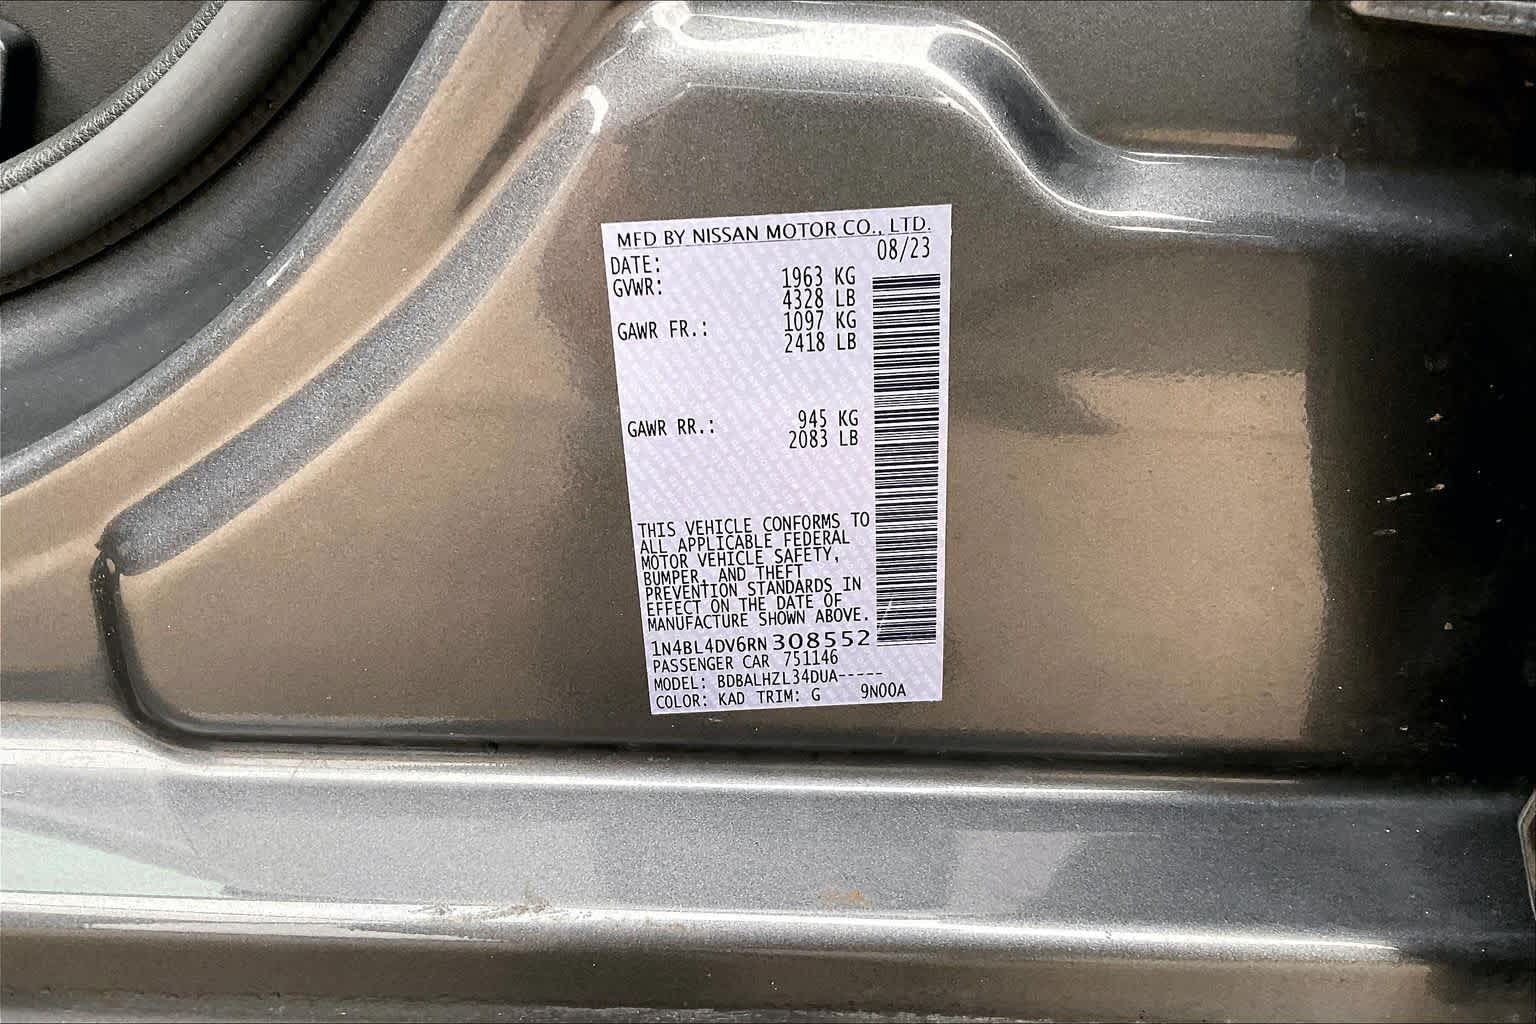 MFD BY NISSAN MOTOR CO., LTD.
DATE: 08/23
GVWR: 1963 KG
4328 LB
GAWR FR.: 1097 KG
2418 LB
GAWR RR.: 945 KG
2083 LB
THIS VEHICLE CONFORMS TO
ALL APPLICABLE FEDERAL
MOTOR VEHICLE SAFETY,
BUMPER, AND THEFT
PREVENTION STANDARDS IN
EFFECT ON THE DATE OF
MANUFACTURE SHOWN ABOVE.
1N4BL4DV6RN308552
PASSENGER CAR 751146
MODEL: BDBALHZL34DUA-----
COLOR: KAD TRIM: G 9N00A